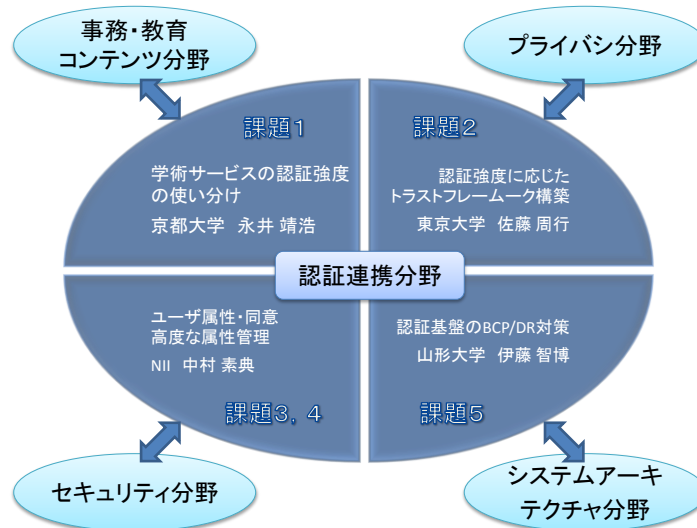 事務・教育
コンテンツ分野
プライバシ分野
課題1
学術サービスの認証強度
の使い分け
京都大学 永井 靖浩
課題2
認証強度に応じた
トラストフレームーク構築
東京大学 佐藤 周行
認証連携分野
ユーザ属性・同意
高度な属性管理
NII 中村 素典
課題3, 4
認証基盤のBCP/DR対策
山形大学 伊藤 智博
課題5
セキュリティ分野
システムアーキ
テクチャ分野